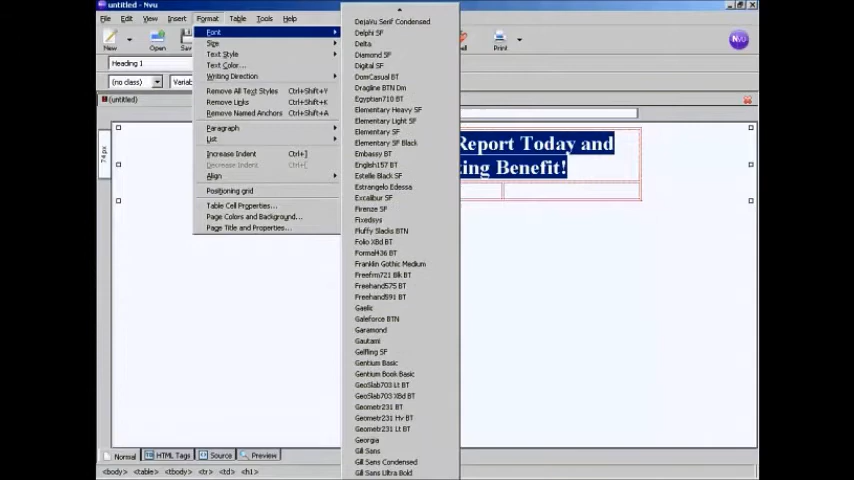 untitled - Nvu
File Edit View Insert Format Table Tools Help
New Open Print Nvu
Heading 1
(no class)
(untitled)
74 px
Font
Size
Text Style
Text Color...
Writing Direction
Remove All Text Styles Ctrl+Shift+Y
Remove Links Ctrl+Shift+K
Remove Named Anchors Ctrl+Shift+A
Paragraph
List
Increase Indent Ctrl+]
Decrease Indent Ctrl+[
Align
Positioning grid
Table Cell Properties...
Page Colors and Background...
Page Title and Properties...
DejaVu Serif Condensed
Delphi SF
Delta
Diamond SF
Digital SF
DomCasual BT
Dragline BTN Dm
Egyptian710 BT
Elementary Heavy SF
Elementary Light SF
Elementary SF
Elementary SF Black
Embassy BT
English157 BT
Estelle Black SF
Estrangelo Edessa
Excalibur SF
Firenze SF
Fixedsys
Fluffy Slacks BTN
Folio XBd BT
Formal436 BT
Franklin Gothic Medium
Freefrm721 Blk BT
Freehand575 BT
Freehand591 BT
Gaelic
Galeforce BTN
Garamond
Gautami
Gelfling SF
Gentium Basic
Gentium Book Basic
GeoSlab703 Lt BT
GeoSlab703 XBd BT
Geometr231 BT
Geometr231 Hv BT
Geometr231 Lt BT
Georgia
Gill Sans
Gill Sans Condensed
Gill Sans Ultra Bold
Report Today and
ting Benefit!
Normal HTML Tags Source Preview
<body> <table> <tbody> <tr> <td> <h1>